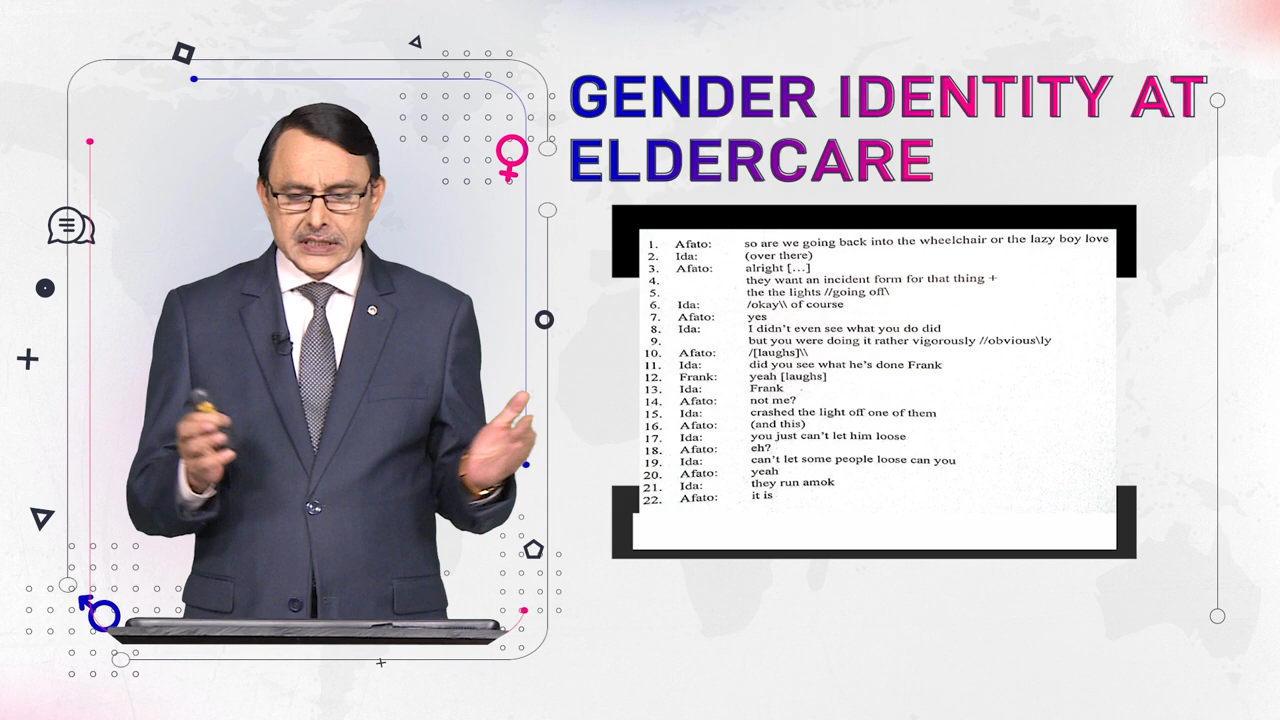 GENDER IDENTITY AT
ELDERCARE
1. Afato: so are we going back into the wheelchair or the lazy boy love
2. Ida: (over there)
3. Afato: alright [...]
4. they want an incident form for that thing +
5. the the lights //going off\
6. Ida: /okay\\ of course
7. Afato: yes
8. Ida: I didn't even see what you do did
9. but you were doing it rather vigorously //obvious\ly
10. Afato: /[laughs]\\
11. Ida: did you see what he's done Frank
12. Frank: yeah [laughs]
13. Ida: Frank
14. Afato: not me?
15. Ida: crashed the light off one of them
16. Afato: (and this)
17. Ida: you just can't let him loose
18. Afato: eh?
19. Ida: can't let some people loose can you
20. Afato: yeah
21. Ida: they run amok
22. Afato: it is